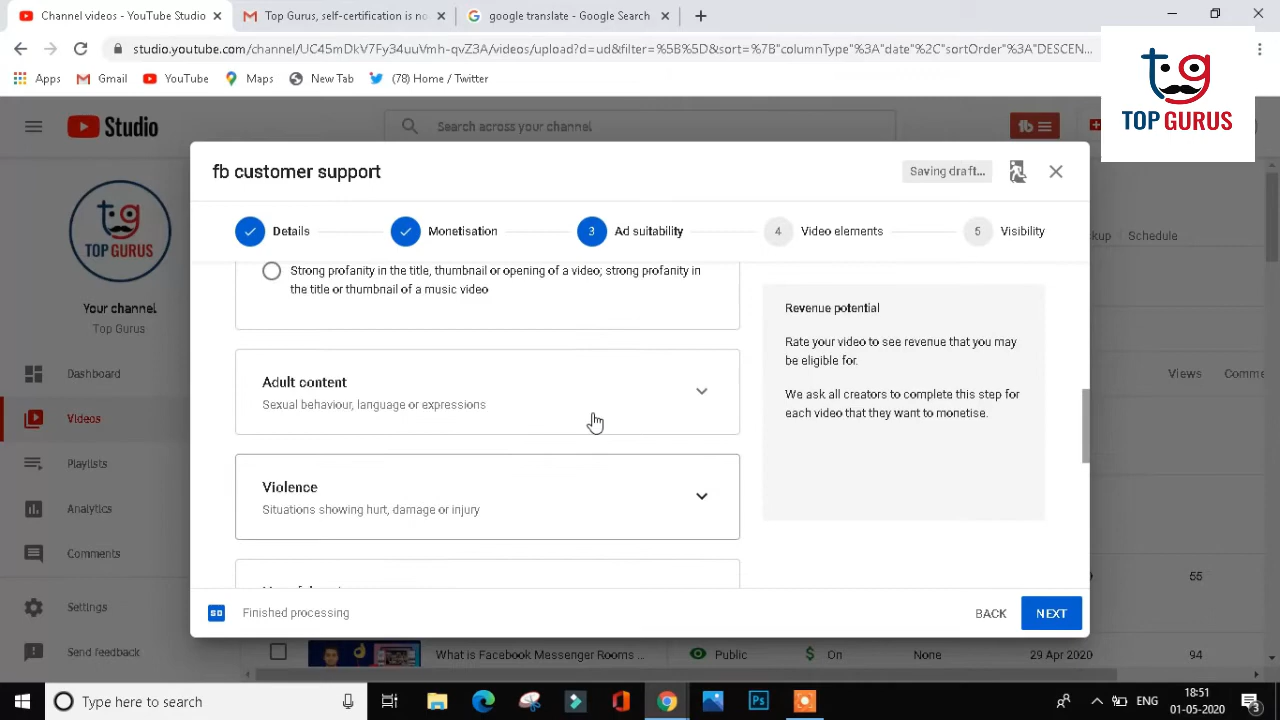 Channel videos - YouTube Studio
Top Gurus, self-certification is no
google translate - Google Search
studio.youtube.com/channel/UC45mDkV7Fy34uuVmh-qvZ3A/videos/upload?d=ud&filter=%5B%5D&sort=%7B"columnType"%3A"date"%2C"sortOrder"%3A"DESCEN...
Apps
Gmail
YouTube
Maps
New Tab
(78) Home / Twitter
tg
TOP GURUS
Studio
Search across your channel
fb customer support
Saving draft...
Details
Monetisation
3
Ad suitability
4
Video elements
5
Visibility
tg
TOP GURUS
Your channel
Top Gurus
Dashboard
Videos
Playlists
Analytics
Comments
Settings
Send feedback
Strong profanity in the title, thumbnail or opening of a video, strong profanity in
the title or thumbnail of a music video
Adult content
Sexual behaviour, language or expressions
Violence
Situations showing hurt, damage or injury
Revenue potential
Rate your video to see revenue that you may
be eligible for.
We ask all creators to complete this step for
each video that they want to monetise.
Schedule
Views
55
SD
Finished processing
BACK
NEXT
What is Facebook Messenger Rooms ...
Public
$
On
None
29 Apr 2020
94
Type here to search
Ps
ENG
18:51
01-05-2020
3